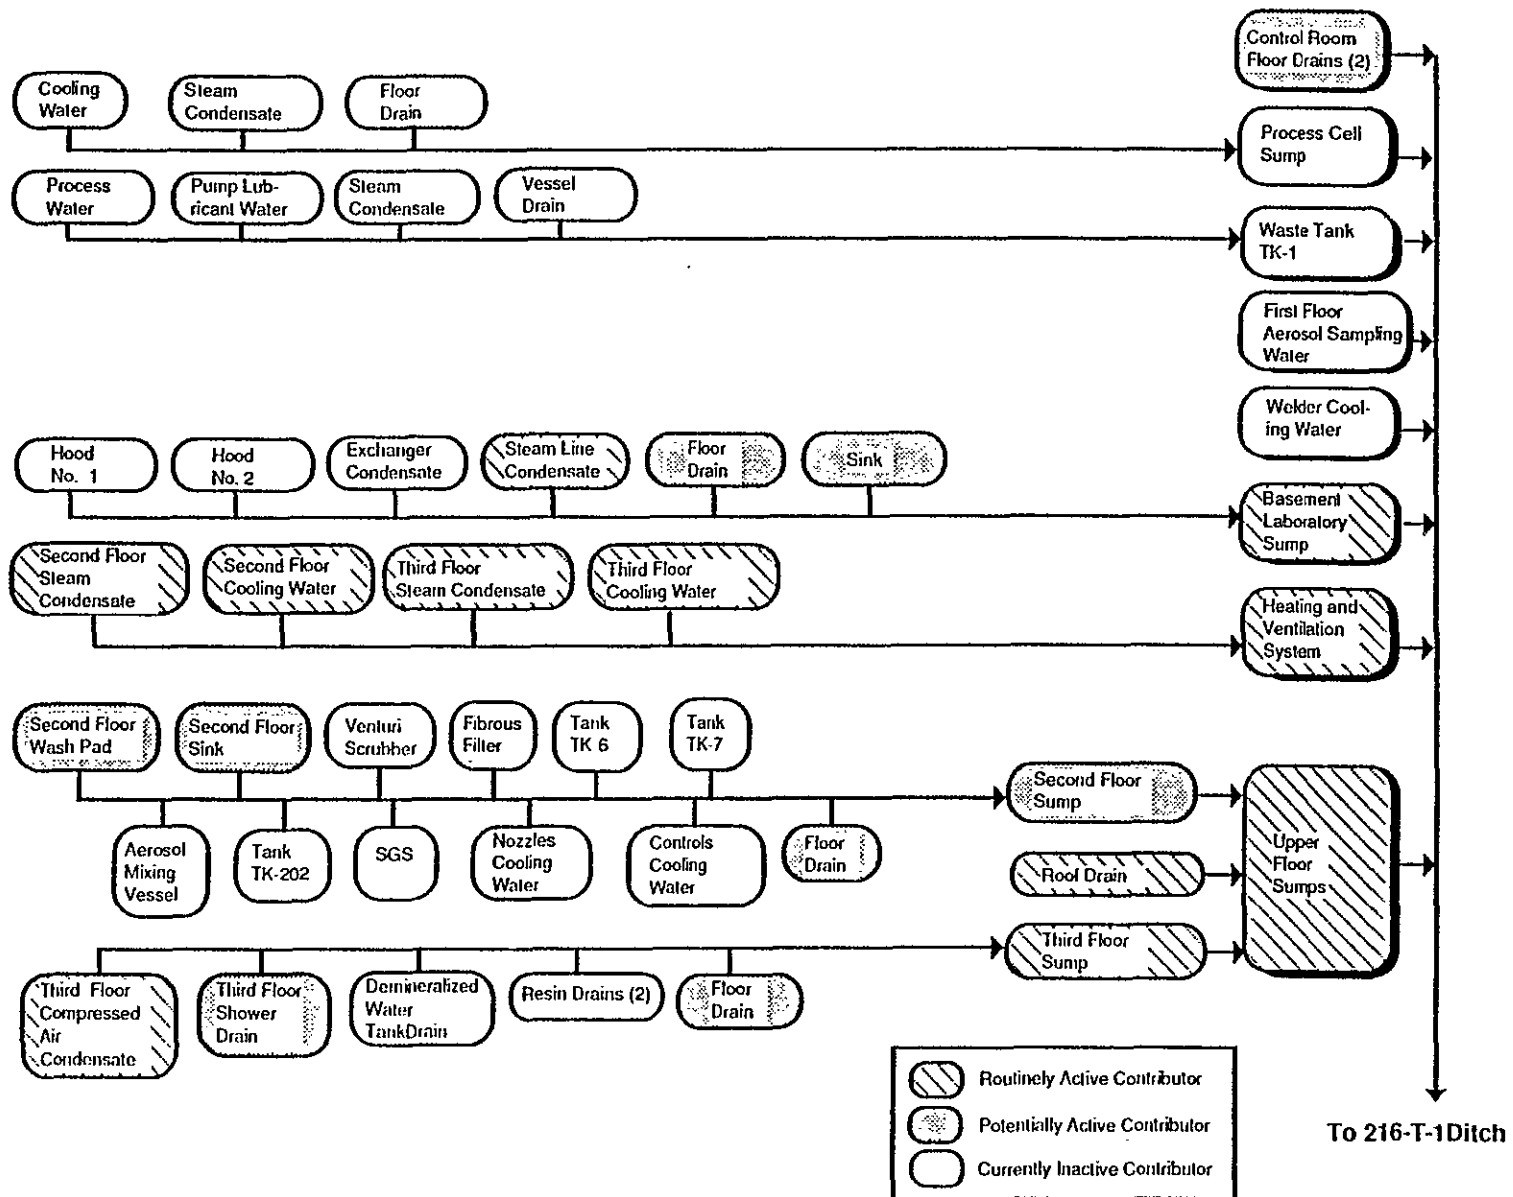 Control Room
Floor Drains (2)
Cooling
Water
Steam
Condensate
Floor
Drain
Process Cell
Sump
Process
Water
Pump Lub-
ricant Water
Steam
Condensate
Vessel
Drain
Waste Tank
TK-1
First Floor
Aerosol Sampling
Water
Welder Cool-
ing Water
Hood
No. 1
Hood
No. 2
Exchanger
Condensate
Steam Line
Condensate
Floor
Drain
Sink
Basement
Laboratory
Sump
Second Floor
Steam
Condensate
Second Floor
Cooling Water
Third Floor
Steam Condensate
Third Floor
Cooling Water
Heating and
Ventilation
System
Second Floor
Wash Pad
Second Floor
Sink
Venturi
Scrubber
Fibrous
Filter
Tank
TK 6
Tank
TK-7
Second Floor
Sump
Aerosol
Mixing
Vessel
Tank
TK-202
SGS
Nozzles
Cooling
Water
Controls
Cooling
Water
Floor
Drain
Roof Drain
Upper
Floor
Sumps
Third Floor
Sump
Third Floor
Compressed
Air
Condensate
Third Floor
Shower
Drain
Demineralized
Water
TankDrain
Resin Drains (2)
Floor
Drain
Routinely Active Contributor
Potentially Active Contributor
Currently Inactive Contributor
To 216-T-1Ditch